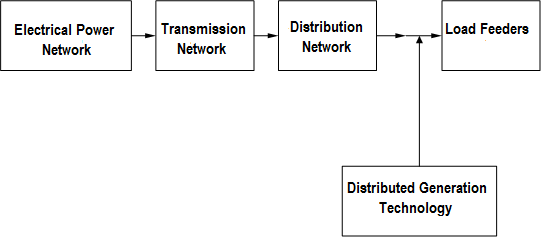 Electrical Power
Network
Transmission
Network
Distribution
Network
Load Feeders
Distributed Generation
Technology